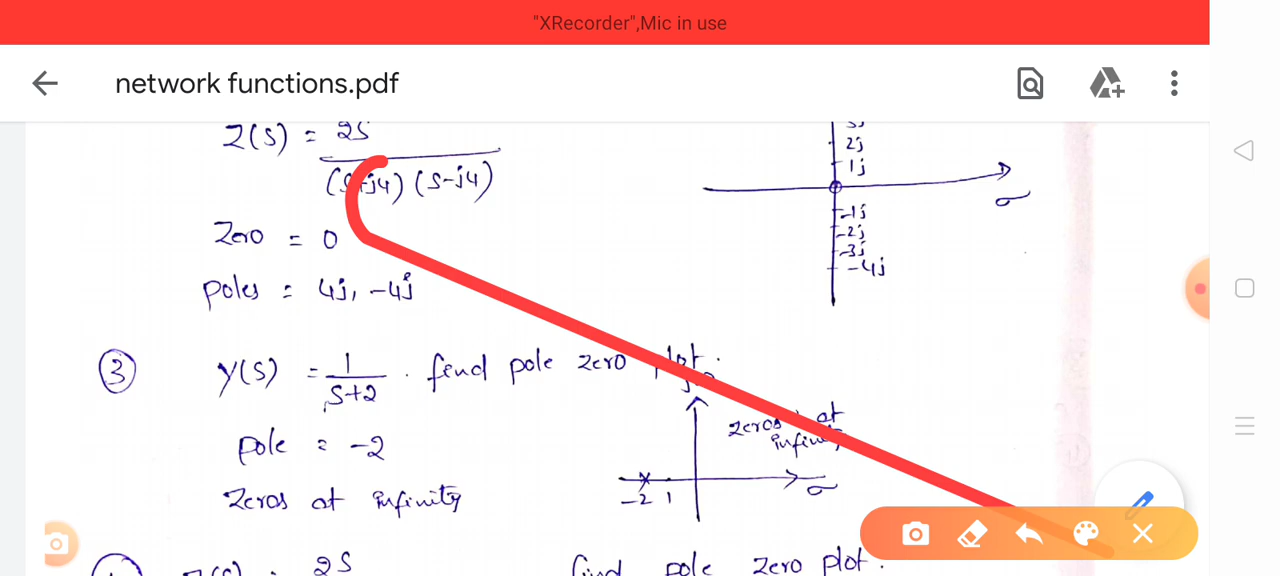 "XRecorder",Mic in use
network functions.pdf
Z(S) = 2S
(S+j4) (S-j4)
Zero = 0
Poles = 4j, -4j
2j
1j
σ
-1j
-2j
-3j
-4j
③ Y(S) = 1
S+2 . fend pole zero plot.
Zeros at
infinity
Pole = -2
-2 1
σ
Zeros at infinity
2S find pole zero plot.